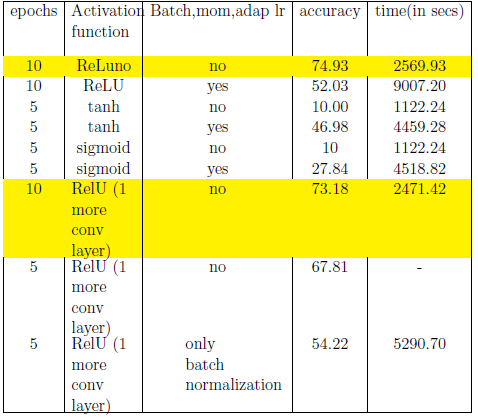 epochs Activation Batch,mom,adap lr accuracy time(in secs)
function
10 ReLuno no 74.93 2569.93
10 ReLU yes 52.03 9007.20
5 tanh no 10.00 1122.24
5 tanh yes 46.98 4459.28
5 sigmoid no 10 1122.24
5 sigmoid yes 27.84 4518.82
10 RelU (1 no 73.18 2471.42
more
conv
layer)
5 RelU (1 no 67.81 -
more
conv
layer)
5 RelU (1 only 54.22 5290.70
more batch
conv normalization
layer)